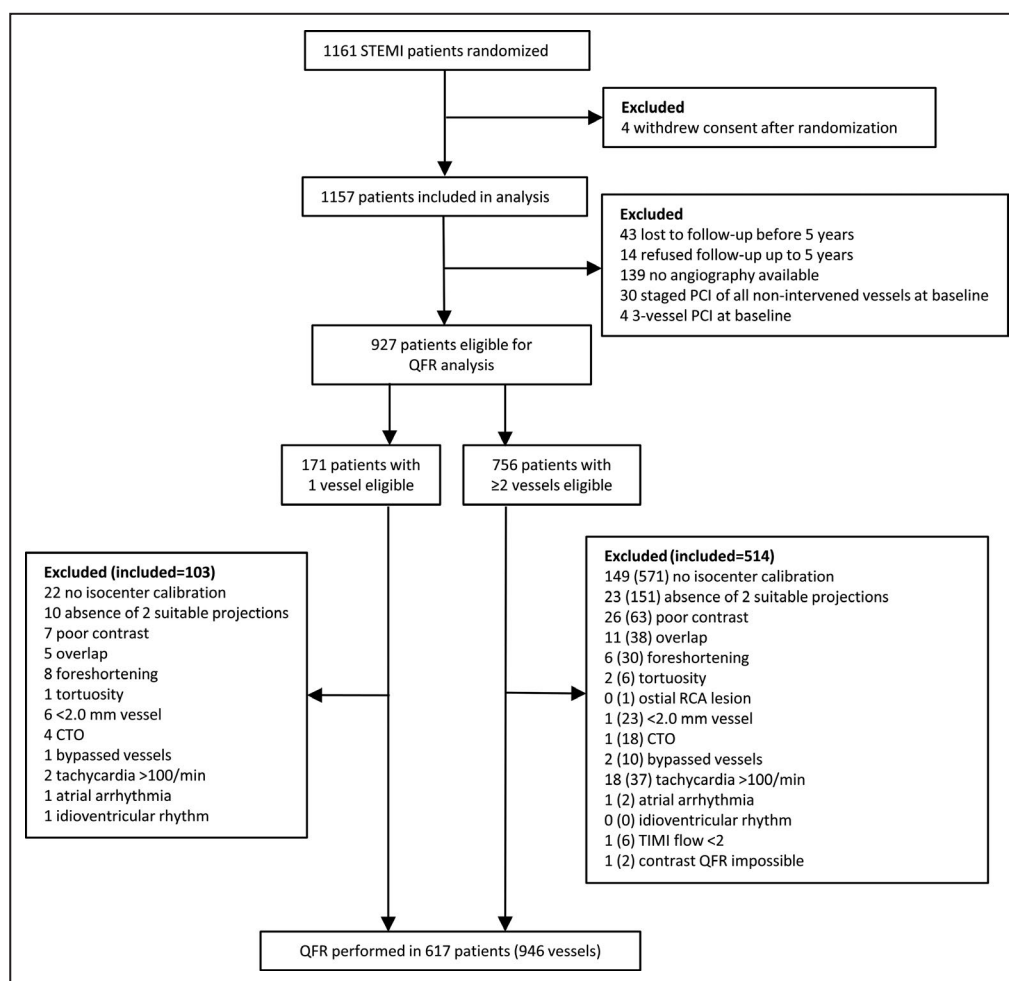 1161 STEMI patients randomized
Excluded
4 withdrew consent after randomization
1157 patients included in analysis
Excluded
43 lost to follow-up before 5 years
14 refused follow-up up to 5 years
139 no angiography available
30 staged PCI of all non-intervened vessels at baseline
4 3-vessel PCI at baseline
927 patients eligible for
QFR analysis
171 patients with
1 vessel eligible
756 patients with
≥2 vessels eligible
Excluded (included=103)
22 no isocenter calibration
10 absence of 2 suitable projections
7 poor contrast
5 overlap
8 foreshortening
1 tortuosity
6 <2.0 mm vessel
4 CTO
1 bypassed vessels
2 tachycardia >100/min
1 atrial arrhythmia
1 idioventricular rhythm
Excluded (included=514)
149 (571) no isocenter calibration
23 (151) absence of 2 suitable projections
26 (63) poor contrast
11 (38) overlap
6 (30) foreshortening
2 (6) tortuosity
0 (1) ostial RCA lesion
1 (23) <2.0 mm vessel
1 (18) CTO
2 (10) bypassed vessels
18 (37) tachycardia >100/min
1 (2) atrial arrhythmia
0 (0) idioventricular rhythm
1 (6) TIMI flow <2
1 (2) contrast QFR impossible
QFR performed in 617 patients (946 vessels)